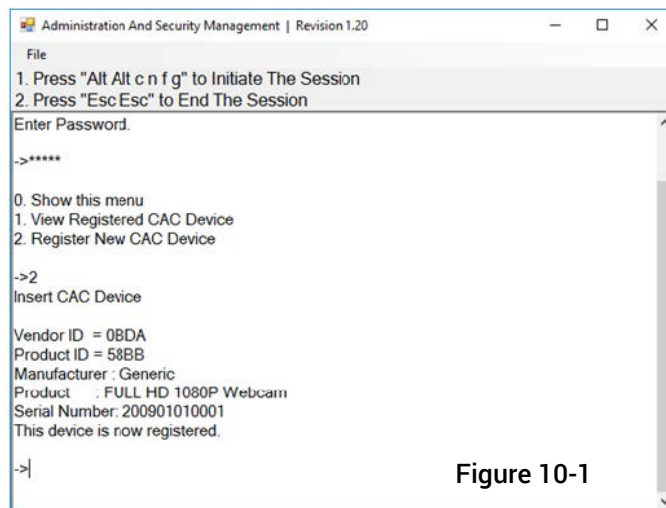 Administration And Security Management | Revision 1.20
File
1. Press "Alt Alt c n f g" to Initiate The Session
2. Press "Esc Esc" to End The Session
Enter Password.
->*****
0. Show this menu
1. View Registered CAC Device
2. Register New CAC Device
->2
Insert CAC Device
Vendor ID = 0BDA
Product ID = 58BB
Manufacturer : Generic
Product : FULL HD 1080P Webcam
Serial Number: 200901010001
This device is now registered.
->
Figure 10-1